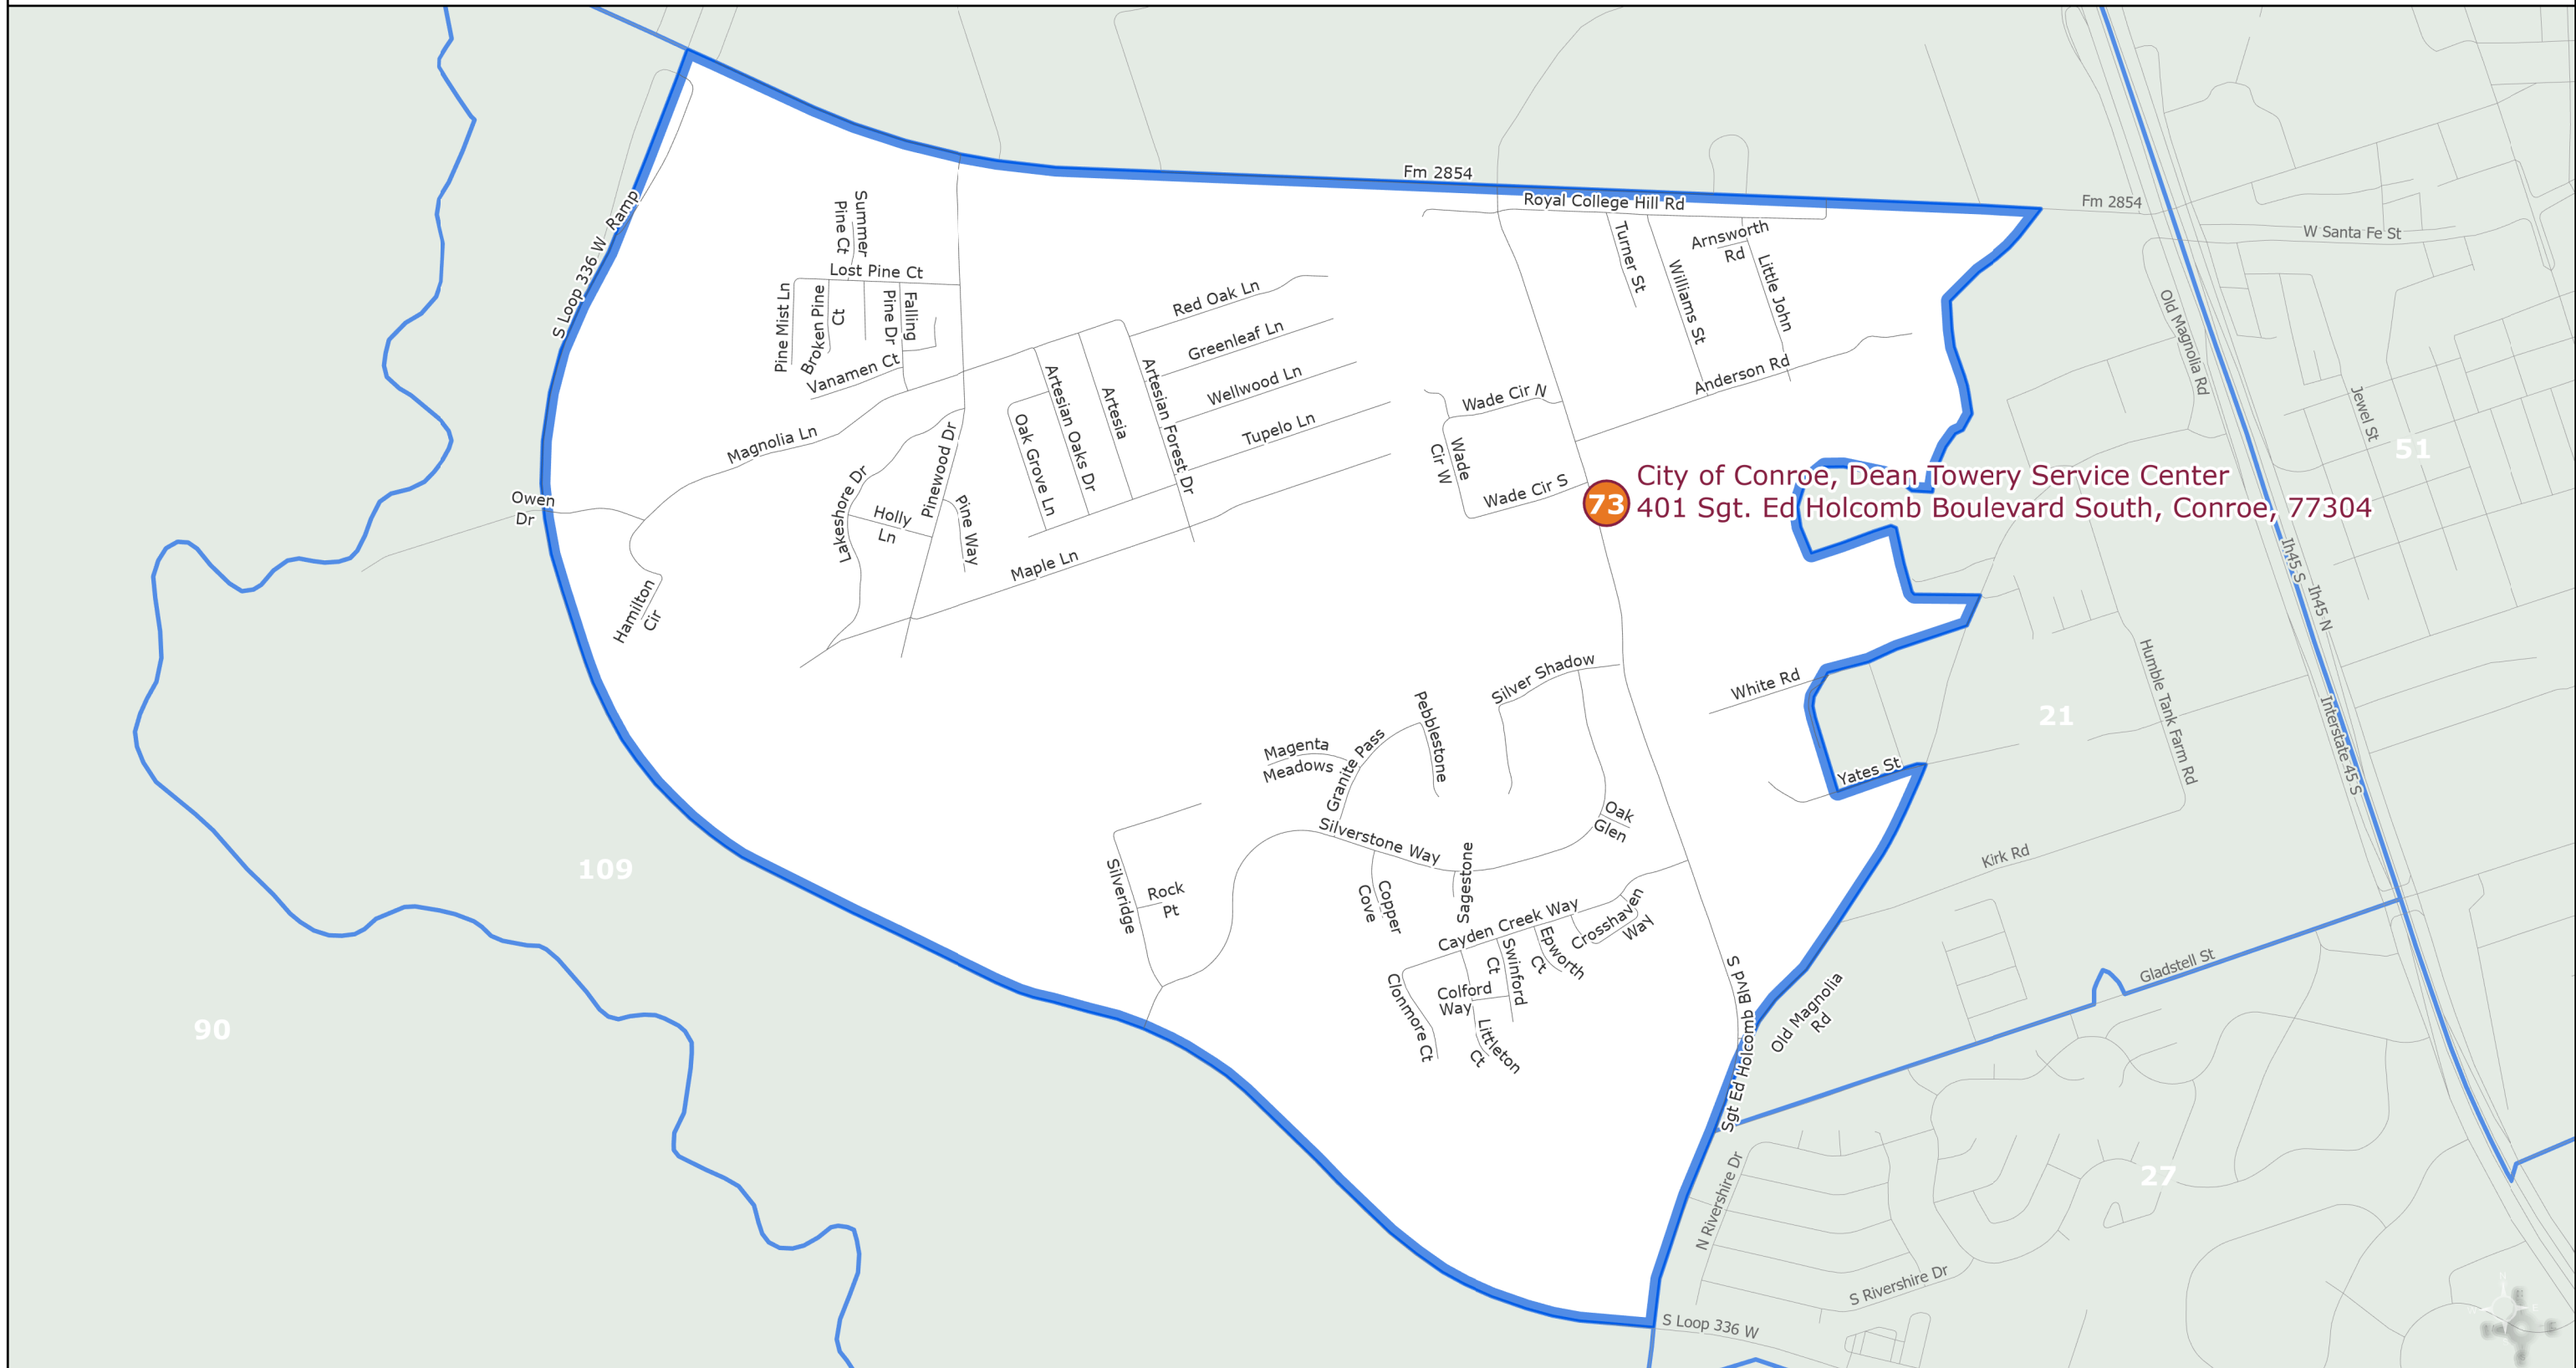 Fm 2854
Royal College Hill Rd
Fm 2854
W Santa Fe St
S Loop 336 W Ramp
Summer
Pine Ct
Lost Pine Ct
Pine Mist Ln
Broken Pine
Ct
Falling
Pine Dr
Vanamen Ct
Red Oak Ln
Greenleaf Ln
Wellwood Ln
Tupelo Ln
Turner St
Williams St
Arnsworth
Rd
Little John
Anderson Rd
Old Magnolia Rd
Jewel St
51
Magnolia Ln
Artesian Oaks Dr
Artesia
Artesian Forest Dr
Oak Grove Ln
Wade Cir N
Wade
Cir W
Wade Cir S
73
City of Conroe, Dean Towery Service Center
401 Sgt. Ed Holcomb Boulevard South, Conroe, 77304
Owen
Dr
Lakeshore Dr
Pinewood Dr
Holly
Ln
Pine Way
Maple Ln
Hamilton
Cir
Ih45 S
Ih45 N
Humble Tank Farm Rd
Interstate 45 S
21
White Rd
Yates St
Kirk Rd
Silver Shadow
Pebblestone
Magenta
Meadows
Granite Pass
Silverstone Way
Oak
Glen
Silveridge
Rock
Pt
Copper
Cove
Sagestone
Cayden Creek Way
Crosshaven
Way
Epworth
Ct
Swinford
Ct
Colford
Way
Clonmore Ct
Littleton
Ct
Sgt Ed Holcomb Blvd S
Old Magnolia
Rd
Gladstell St
109
90
27
N Rivershire Dr
S Rivershire Dr
S Loop 336 W